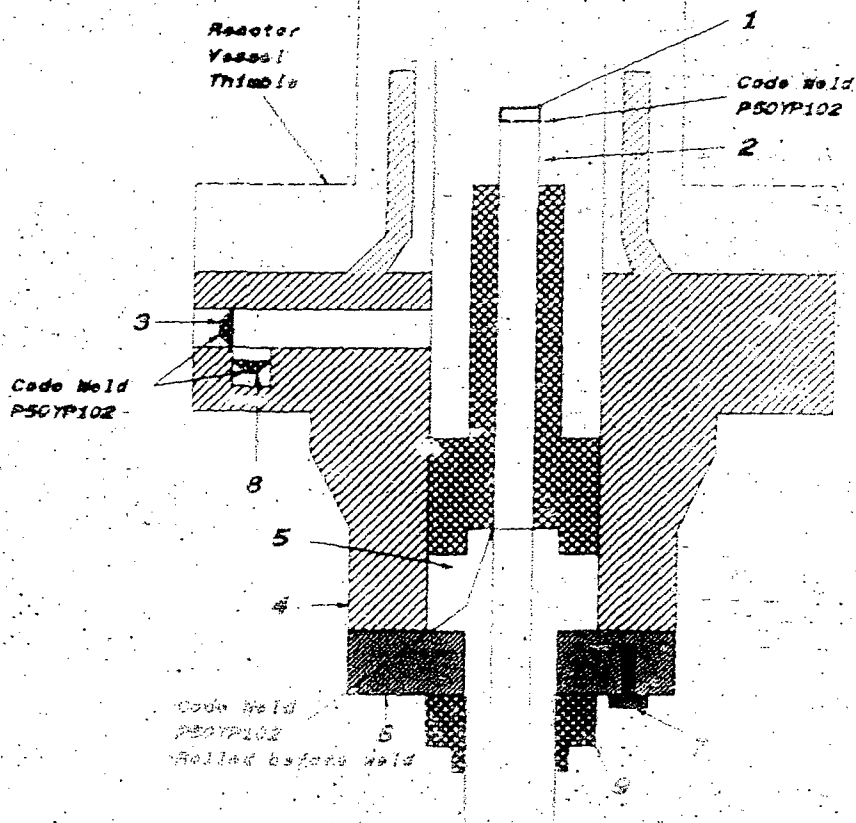 Reactor
Vessel
Thimble
1
Code Weld
P50YP102
2
3
Code Weld
P50YP102
8
5
4
Code Weld
P50YP102
Rolled before weld
6
7
9